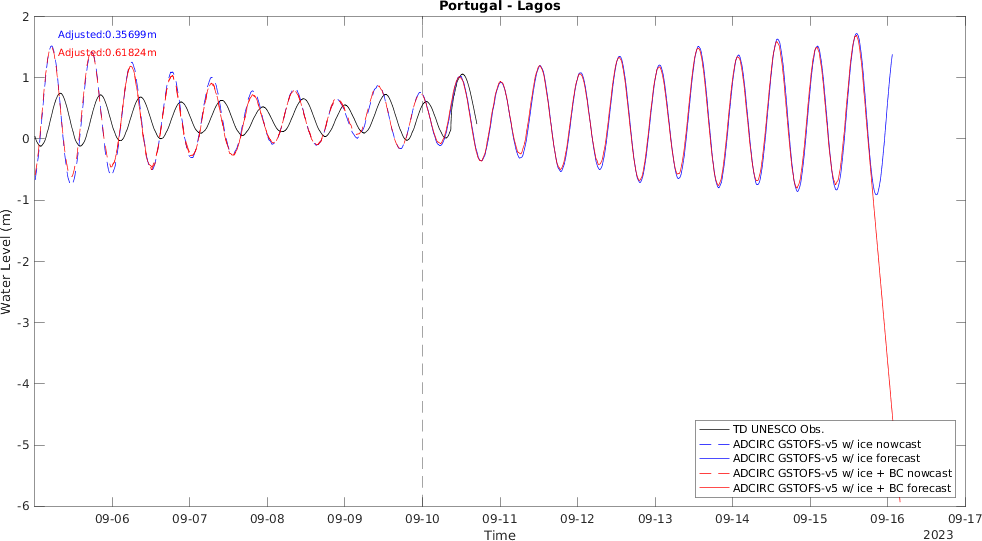 Portugal - Lagos
Adjusted:0.35699m
Adjusted:0.61824m
2
1
0
-1
-2
-3
-4
-5
-6
Water Level (m)
TD UNESCO Obs.
ADCIRC GSTOFS-v5 w/ ice nowcast
ADCIRC GSTOFS-v5 w/ ice forecast
ADCIRC GSTOFS-v5 w/ ice + BC nowcast
ADCIRC GSTOFS-v5 w/ ice + BC forecast
09-06 09-07 09-08 09-09 09-10 09-11 09-12 09-13 09-14 09-15 09-16 09-17
Time
2023